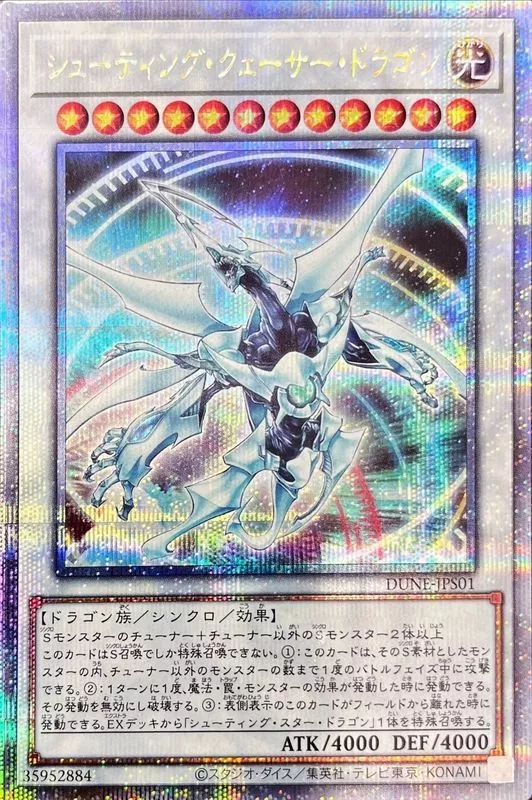 シューティング・クェーサー・ドラゴン 光
DUNE-JPS01
【ドラゴン族／シンクロ／効果】
Sモンスターのチューナー＋チューナー以外のSモンスター2体以上
このカードはS召喚でしか特殊召喚できない。①：このカードは、そのS素材としたモン
スターの内、チューナー以外のモンスターの数まで1度のバトルフェイズ中に攻撃
できる。②：1ターンに1度、魔法・罠・モンスターの効果が発動した時に発動できる。
その発動を無効にし破壊する。③：表側表示のこのカードがフィールドから離れた時に
発動できる。EXデッキから「シューティング・スター・ドラゴン」1体を特殊召喚する。
ATK/4000 DEF/4000
35952884 ©スタジオ・ダイス／集英社・テレビ東京・KONAMI